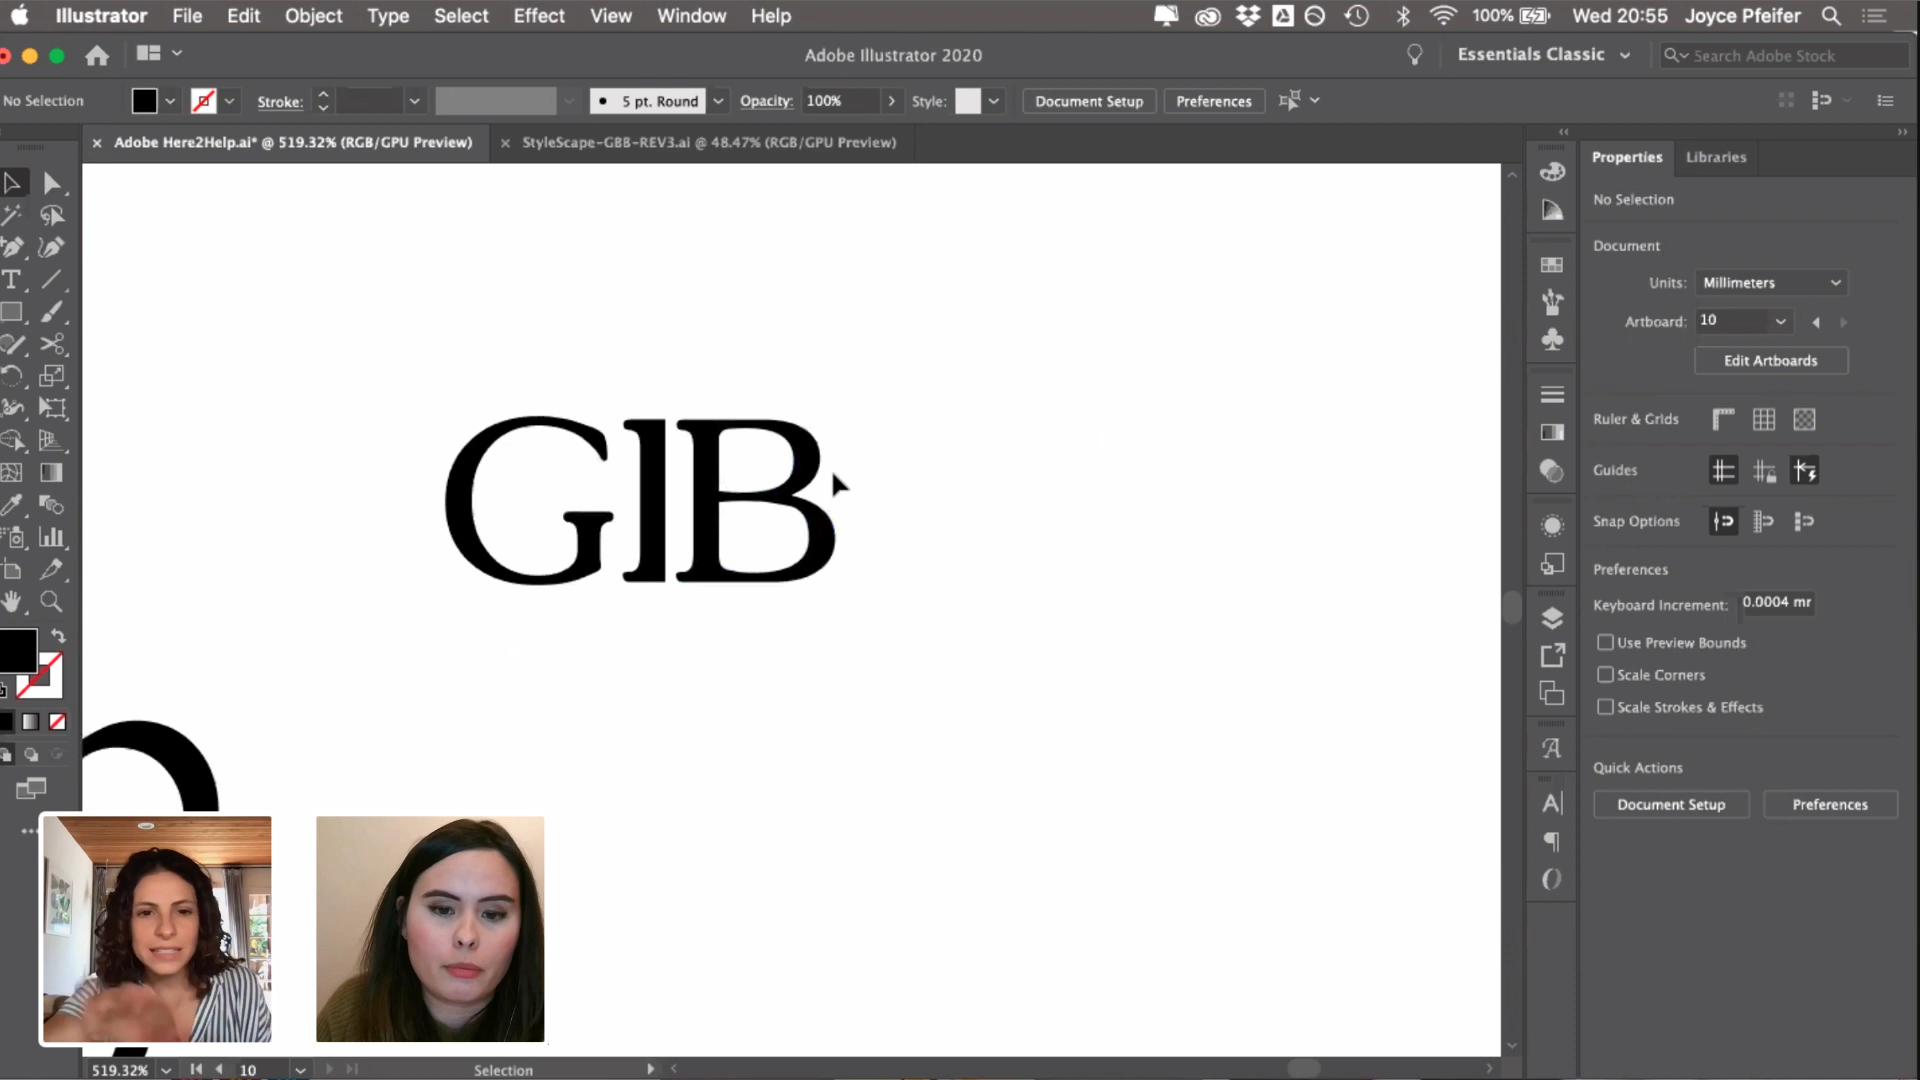 Illustrator File Edit Object Type Select Effect View Window Help 100% Wed 20:55 Joyce Pfeifer
Adobe Illustrator 2020 Essentials Classic Search Adobe Stock
No Selection Stroke: 5 pt. Round Opacity: 100% Style: Document Setup Preferences
Adobe Here2Help.ai* @ 519.32% (RGB/GPU Preview) StyleScape-GBB-REV3.ai @ 48.47% (RGB/GPU Preview)
Properties Libraries
No Selection
Document
Units: Millimeters
Artboard: 10
Edit Artboards
Ruler & Grids
Guides
Snap Options
Preferences
Keyboard Increment: 0.0004 mr
Use Preview Bounds
Scale Corners
Scale Strokes & Effects
Quick Actions
Document Setup Preferences
GIB
519.32% 10 Selection